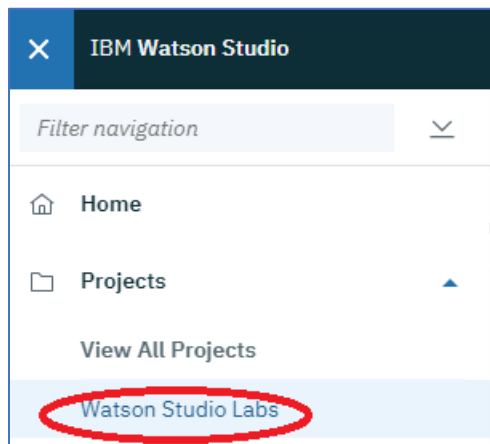 IBM Watson Studio
Filter navigation
Home
Projects
View All Projects
Watson Studio Labs